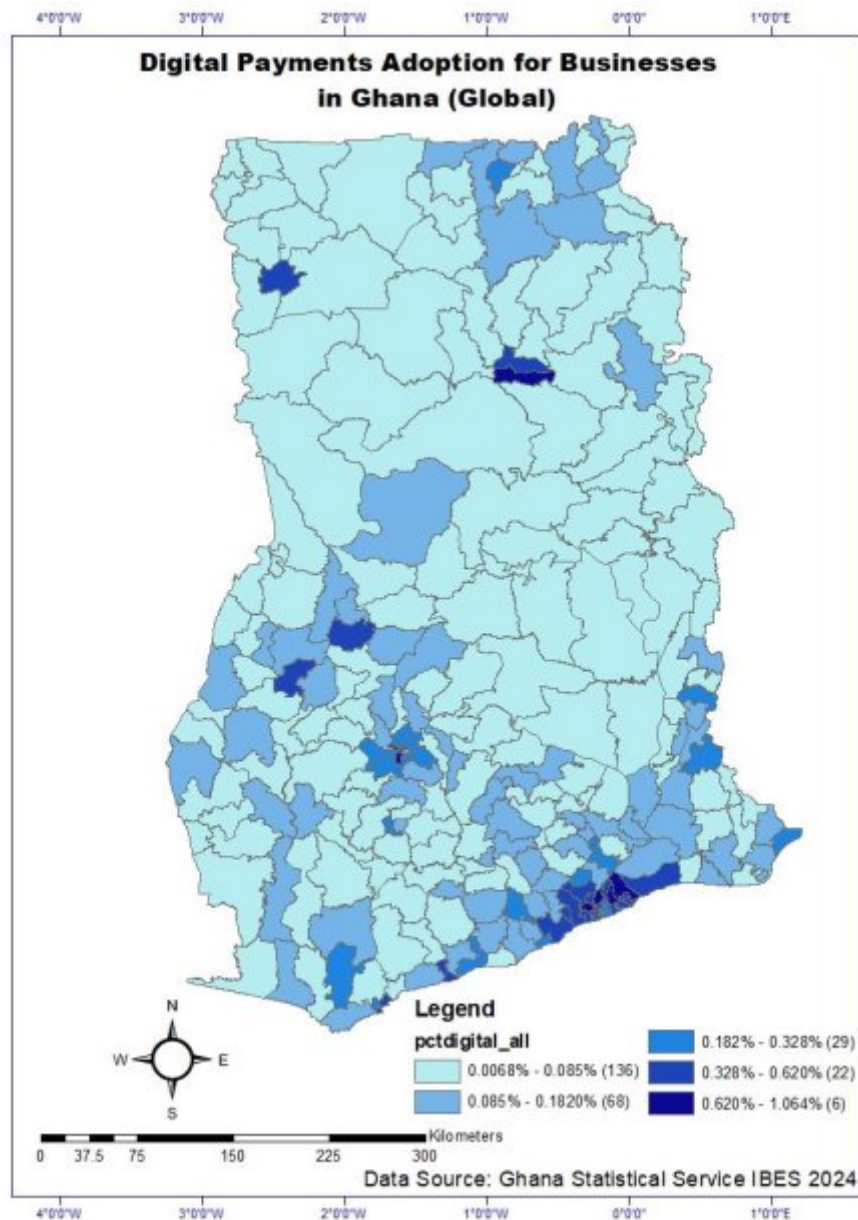 4°0'0"W 3°0'0"W 2°0'0"W 1°0'0"W 0°0'0" 1°0'0"E
Digital Payments Adoption for Businesses
in Ghana (Global)
N
W E
S
Legend
pctdigital_all
0.0068% - 0.085% (136)
0.085% - 0.1820% (68)
0.182% - 0.328% (29)
0.328% - 0.620% (22)
0.620% - 1.064% (6)
Kilometers
0 37.5 75 150 225 300
Data Source: Ghana Statistical Service IBES 2024
4°0'0"W 3°0'0"W 2°0'0"W 1°0'0"W 0°0'0" 1°0'0"E